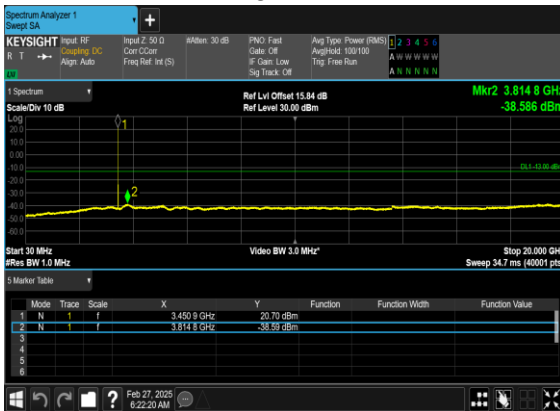 Spectrum Analyzer 1
Swept SA
+
KEYSIGHT Input: RF Input Z: 50 Ω #Atten: 30 dB PNO: Fast Avg Type: Power (RMS) 1 2 3 4 5 6
R T Coupling: DC Corr CCorr Gate: Off Avg|Hold: 100/100 A W W W W W
Align: Auto Freq Ref: Int (S) IF Gain: Low Trig: Free Run
Sig Track: Off A N N N N N
1 Spectrum Ref Lvl Offset 15.84 dB Mkr2 3.814 8 GHz
Scale/Div 10 dB Ref Level 30.00 dBm -38.586 dBm
Log
20.0
10.0
0.00
-10.0
DL1 -13.00 dBm
-20.0
-30.0
-40.0
-50.0
-60.0
1
2
Start 30 MHz Video BW 3.0 MHz* Stop 20.000 GH
#Res BW 1.0 MHz Sweep 34.7 ms (40001 pts
5 Marker Table
Mode Trace Scale X Y Function Function Width Function Value
1 N 1 f 3.450 9 GHz 20.70 dBm
2 N 1 f 3.814 8 GHz -38.59 dBm
3
4
5
6
? Feb 27, 2025
6:22:20 AM